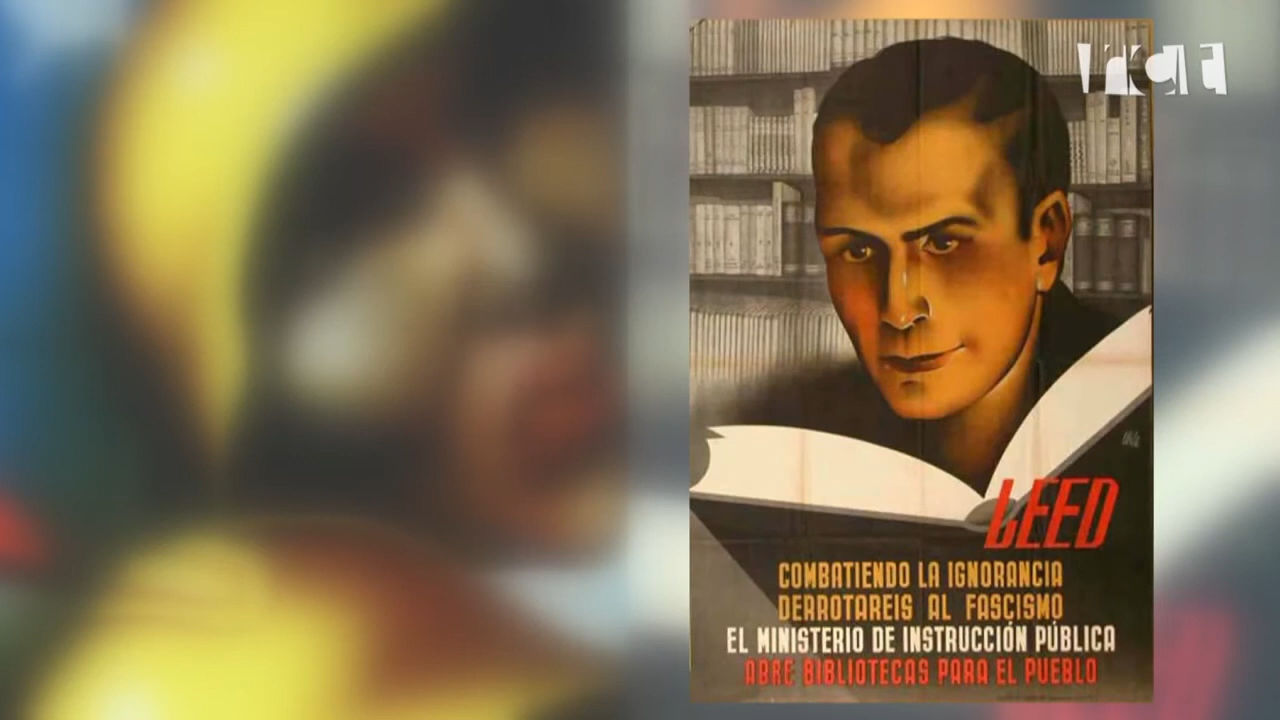 LEED
COMBATIENDO LA IGNORANCIA
DERROTAREIS AL FASCISMO
EL MINISTERIO DE INSTRUCCIÓN PÚBLICA
ABRE BIBLIOTECAS PARA EL PUEBLO